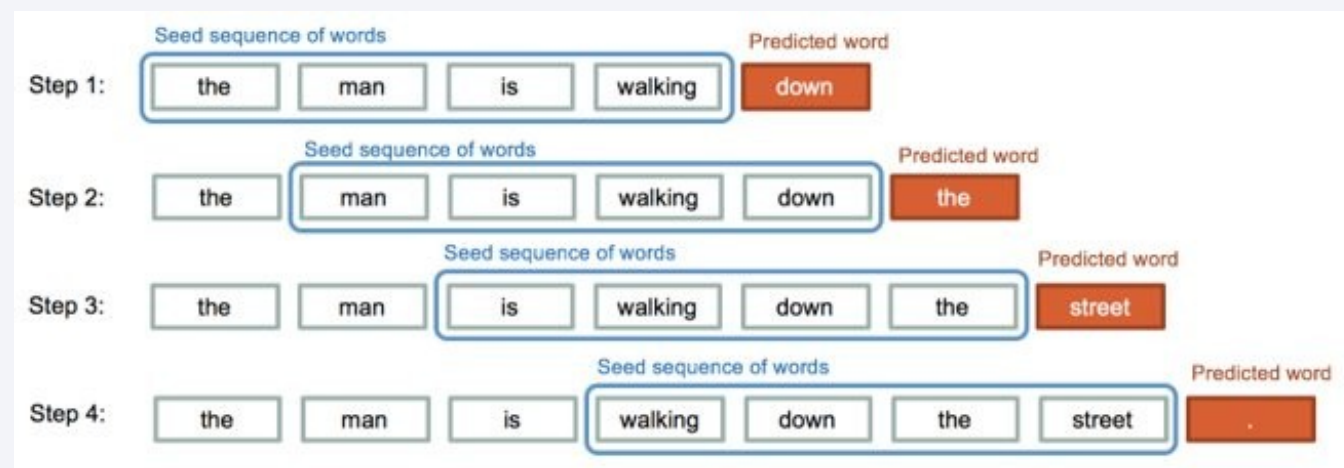 Seed sequence of words Predicted word
Step 1: the man is walking down
Seed sequence of words Predicted word
Step 2: the man is walking down the
Seed sequence of words Predicted word
Step 3: the man is walking down the street
Seed sequence of words Predicted word
Step 4: the man is walking down the street .